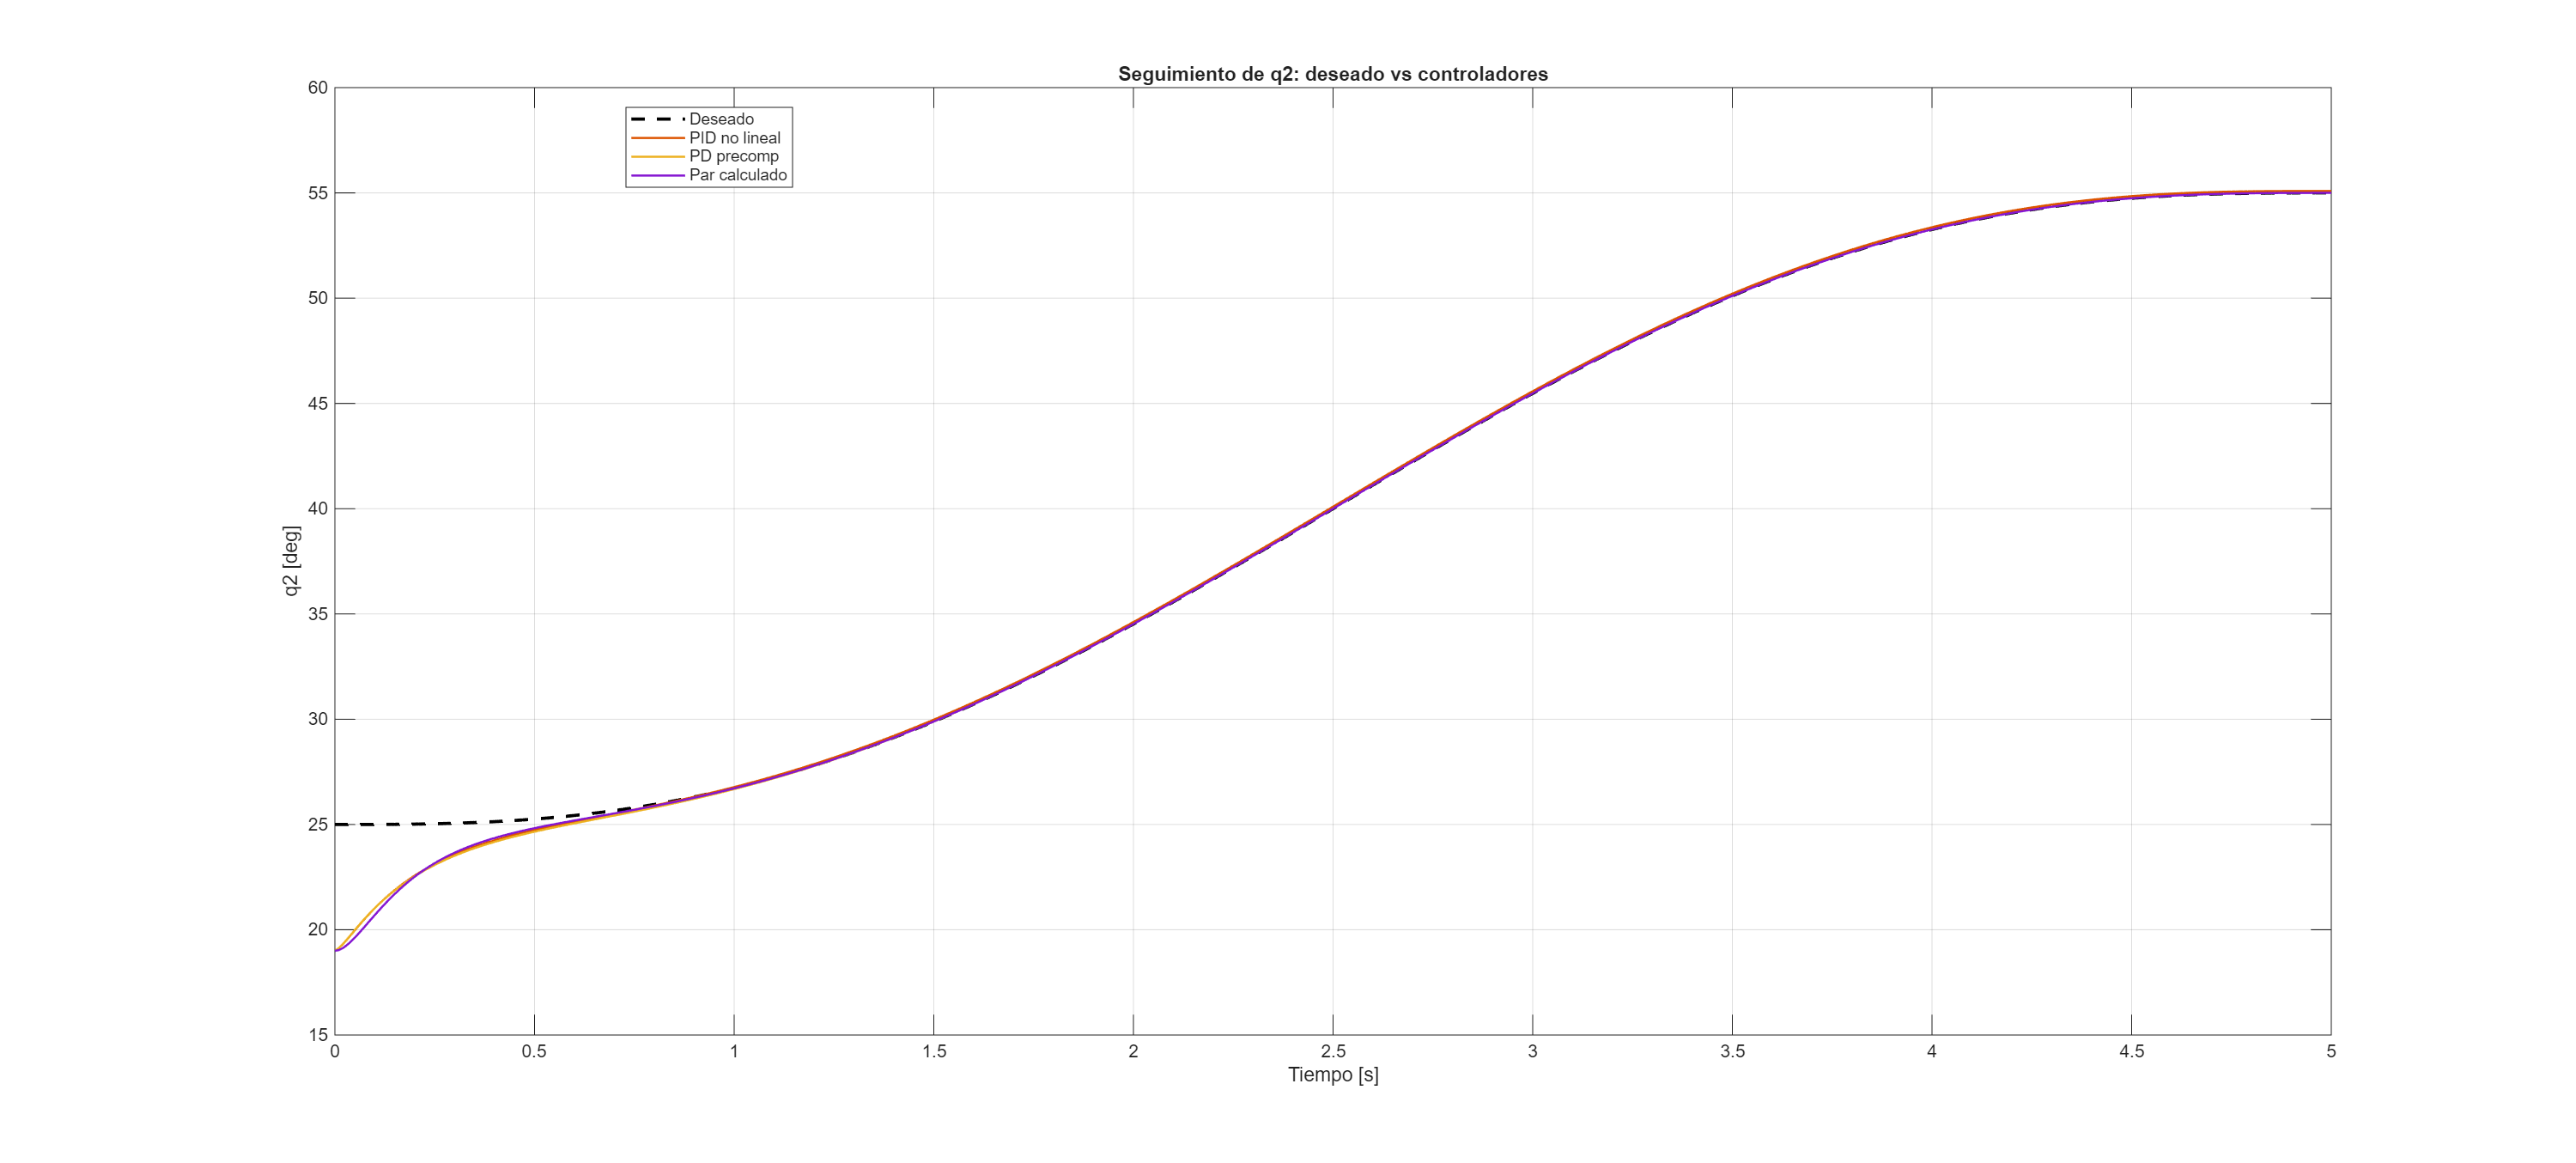 Seguimiento de q2: deseado vs controladores
60
Deseado
PID no lineal
PD precomp
Par calculado
55
50
45
40
q2 [deg]
35
30
25
20
15
0 0.5 1 1.5 2 2.5 3 3.5 4 4.5 5
Tiempo [s]